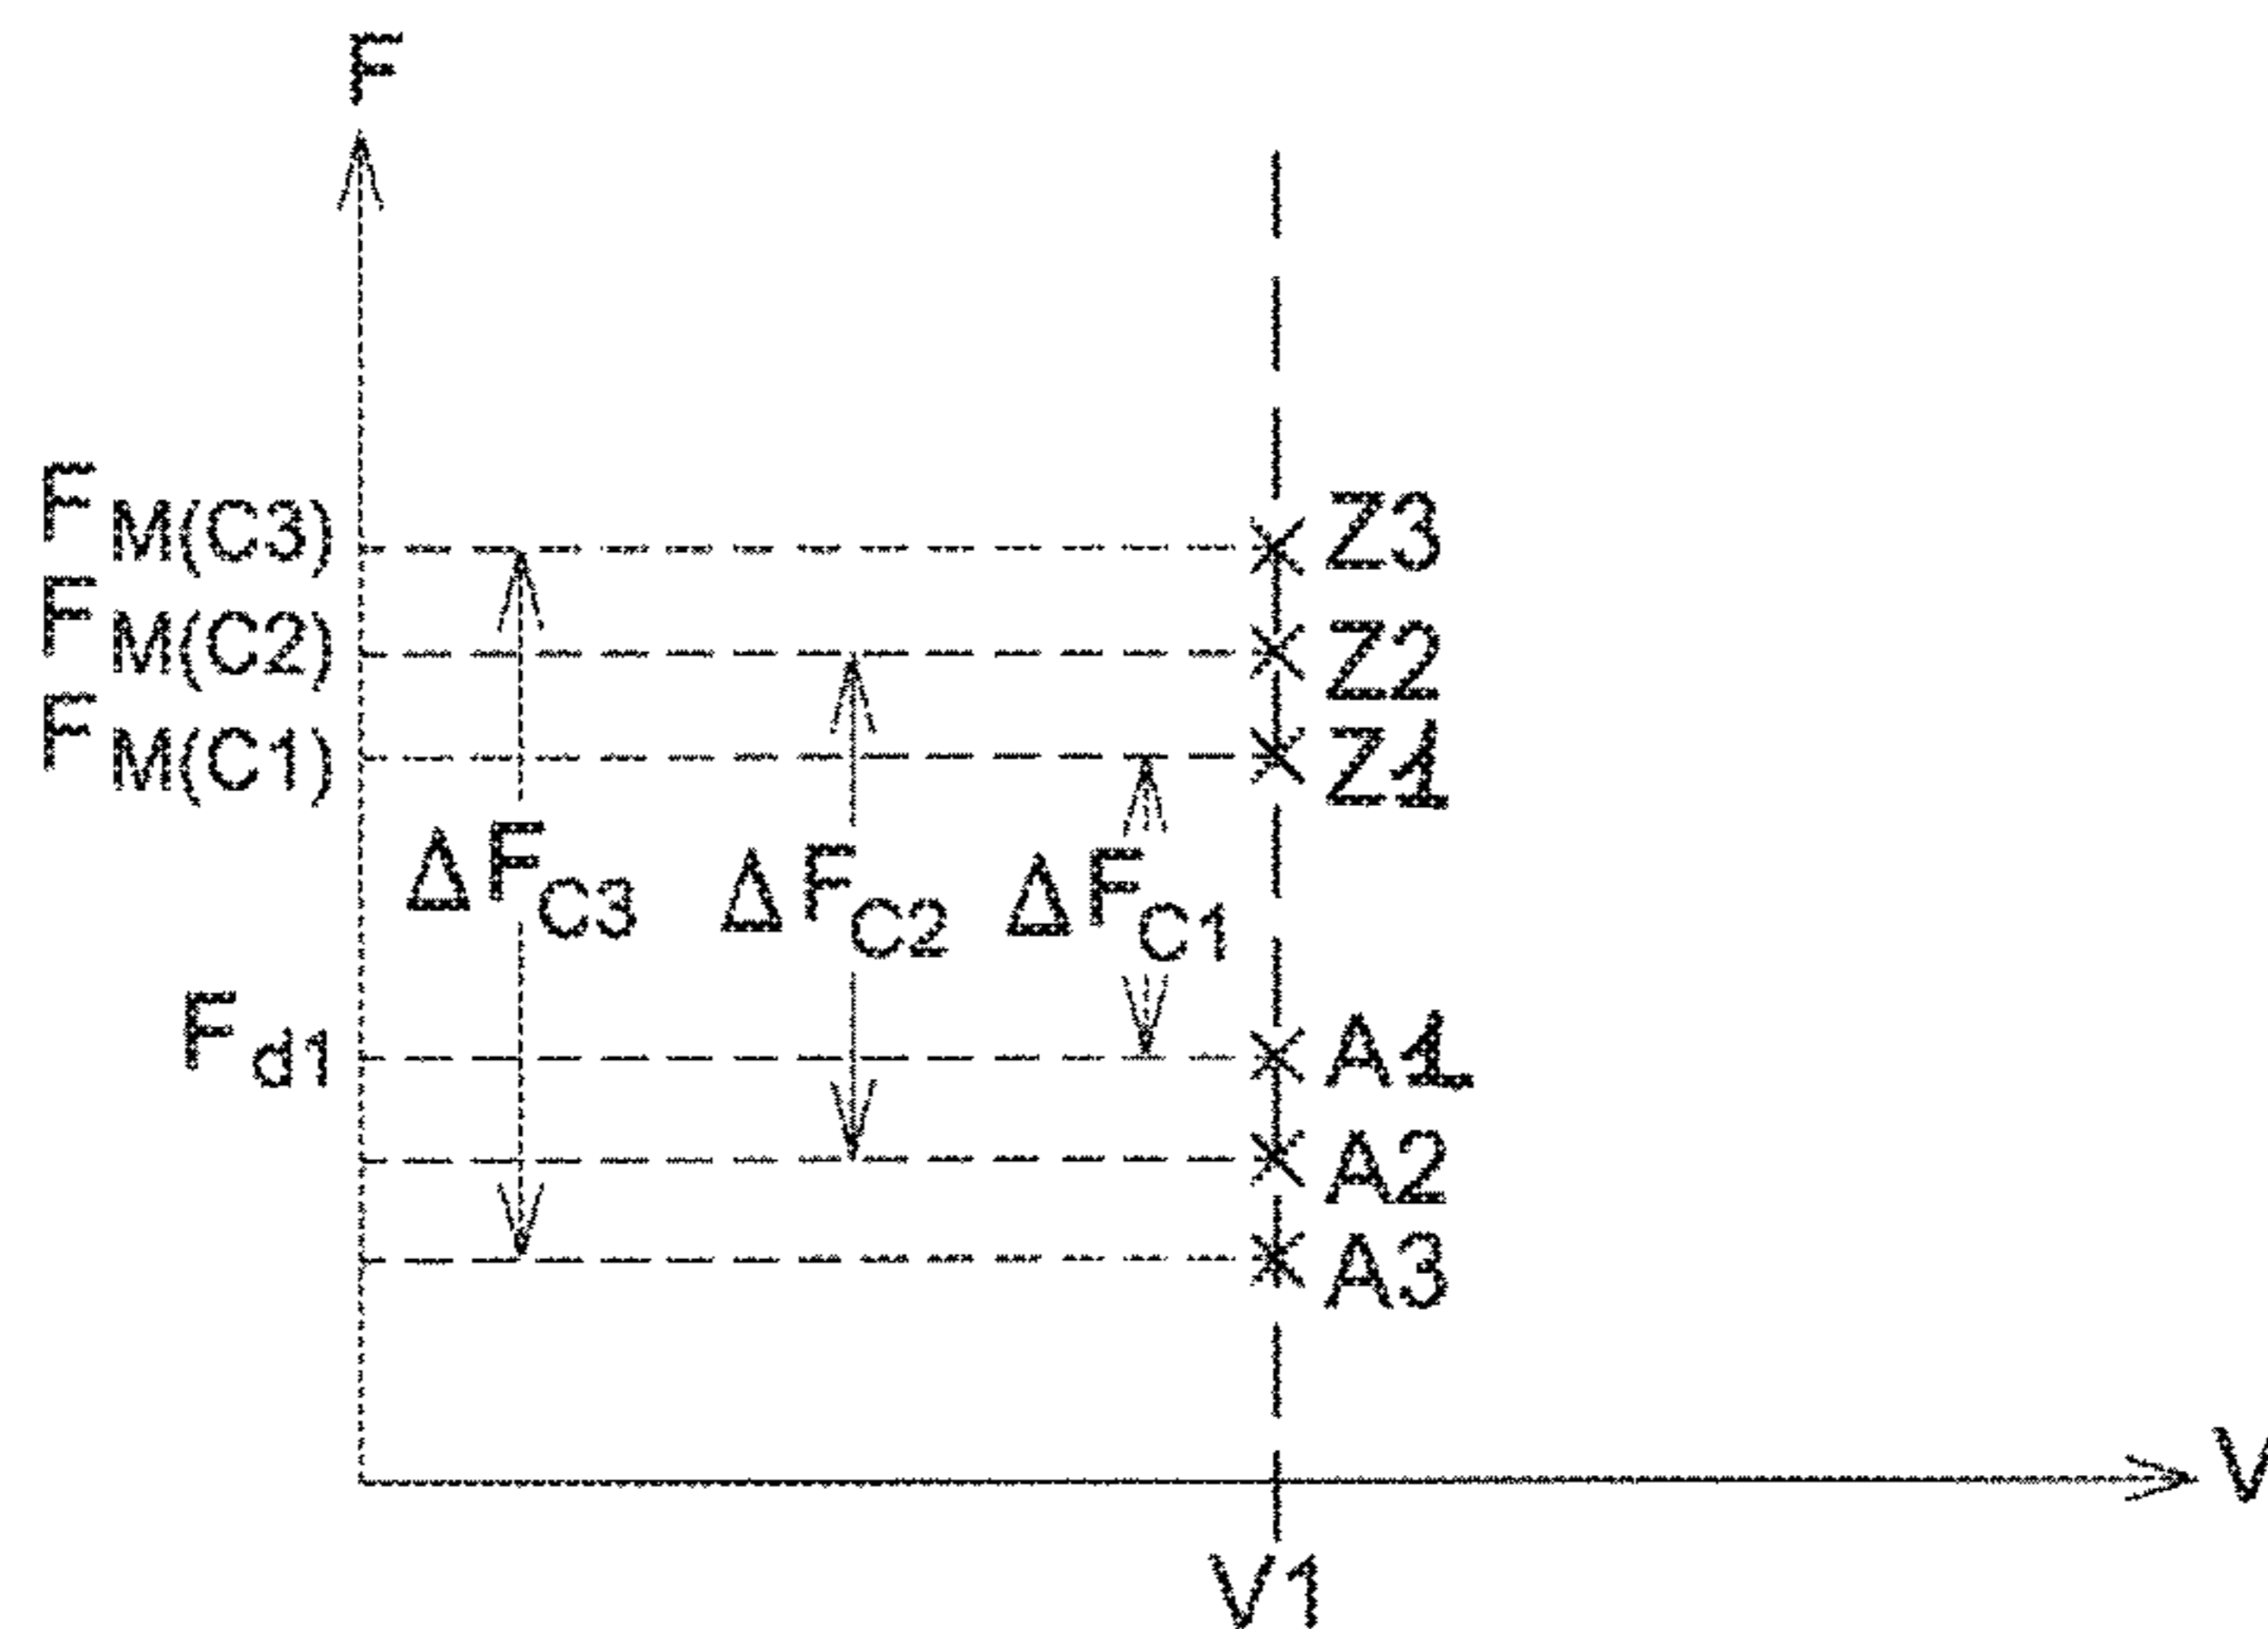 F
FM(C3)
Z3
FM(C2)
Z2
FM(C1)
Z1
ΔFC3
ΔFC2
ΔFC1
Fd1
A1
A2
A3
V
V1